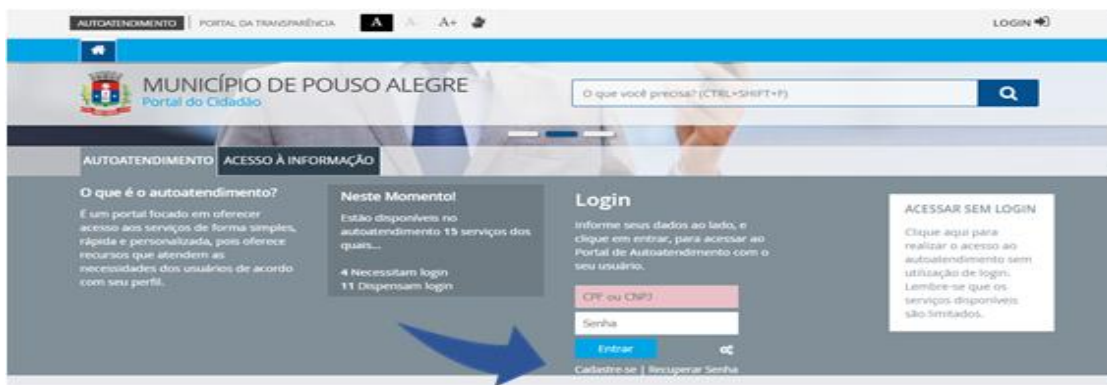 AUTOATENDIMENTO PORTAL DA TRANSPARÊNCIA A A- A+ LOGIN
MUNICÍPIO DE POUSO ALEGRE
Portal do Cidadão
O que você precisa? (CTRL+SHIFT+F)
AUTOATENDIMENTO ACESSO À INFORMAÇÃO
O que é o autoatendimento?
É um portal focado em oferecer
acesso aos serviços de forma simples,
rápida e personalizada, pois oferece
recursos que atendem as
necessidades dos usuários de acordo
com seu perfil.
Neste Momento!
Estão disponíveis no
autoatendimento 15 serviços dos
quais...
4 Necessitam login
11 Dispensam login
Login
Informe seus dados ao lado, e
clique em entrar, para acessar ao
Portal de Autoatendimento com o
seu usuário.
CPF ou CNPJ
Senha
Entrar
Cadastre-se | Recuperar Senha
ACESSAR SEM LOGIN
Clique aqui para
realizar o acesso ao
autoatendimento sem
utilização de login.
Lembre-se que os
serviços disponíveis
são limitados.